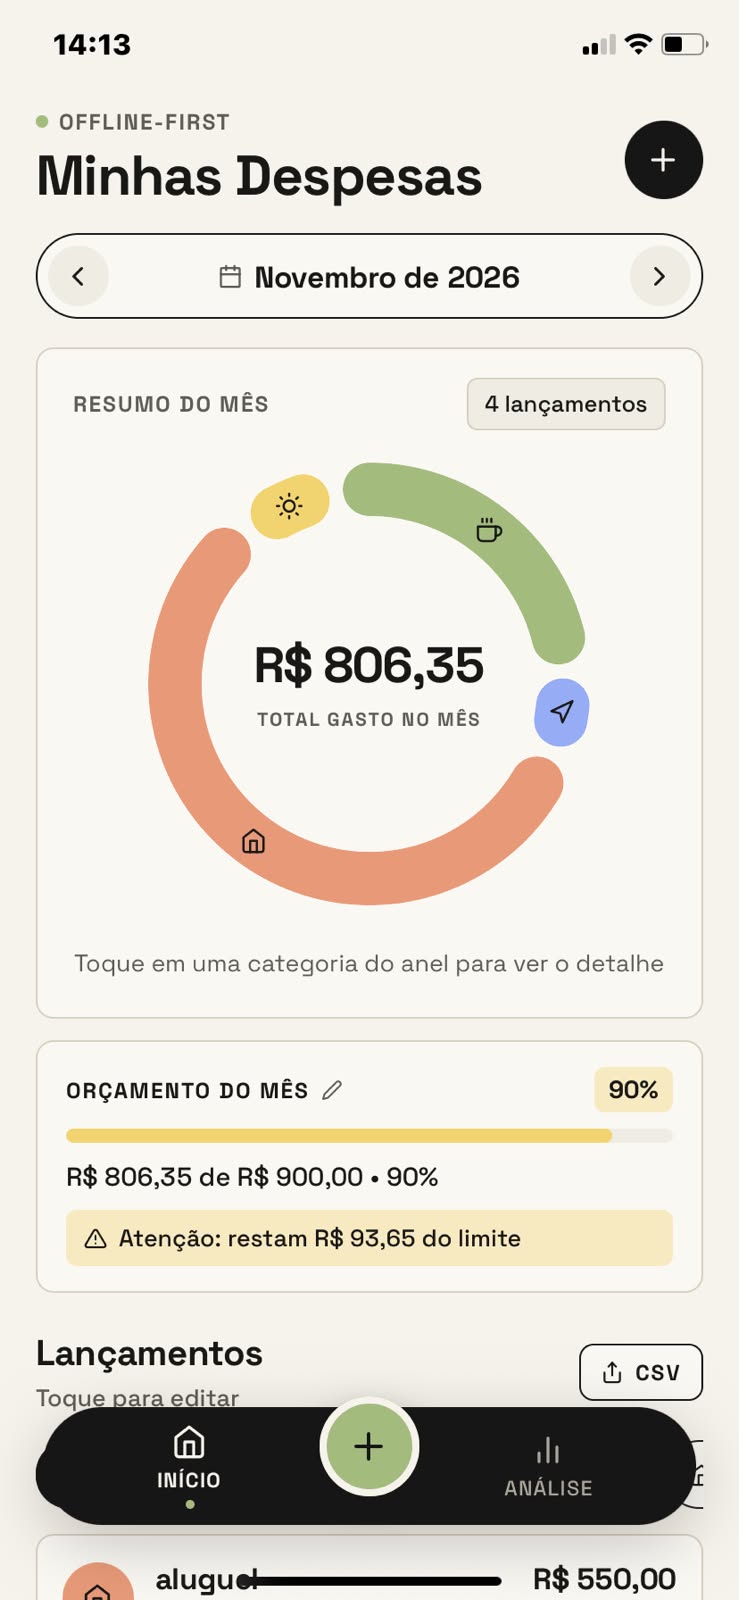 14:13
OFFLINE-FIRST
Minhas Despesas
Novembro de 2026
RESUMO DO MÊS
4 lançamentos
R$ 806,35
TOTAL GASTO NO MÊS
Toque em uma categoria do anel para ver o detalhe
ORÇAMENTO DO MÊS
90%
R$ 806,35 de R$ 900,00 • 90%
Atenção: restam R$ 93,65 do limite
Lançamentos
CSV
Toque para editar
INÍCIO
ANÁLISE
aluguel
R$ 550,00